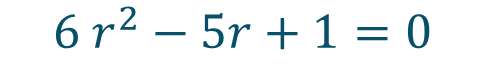 6 r² − 5r + 1 = 0